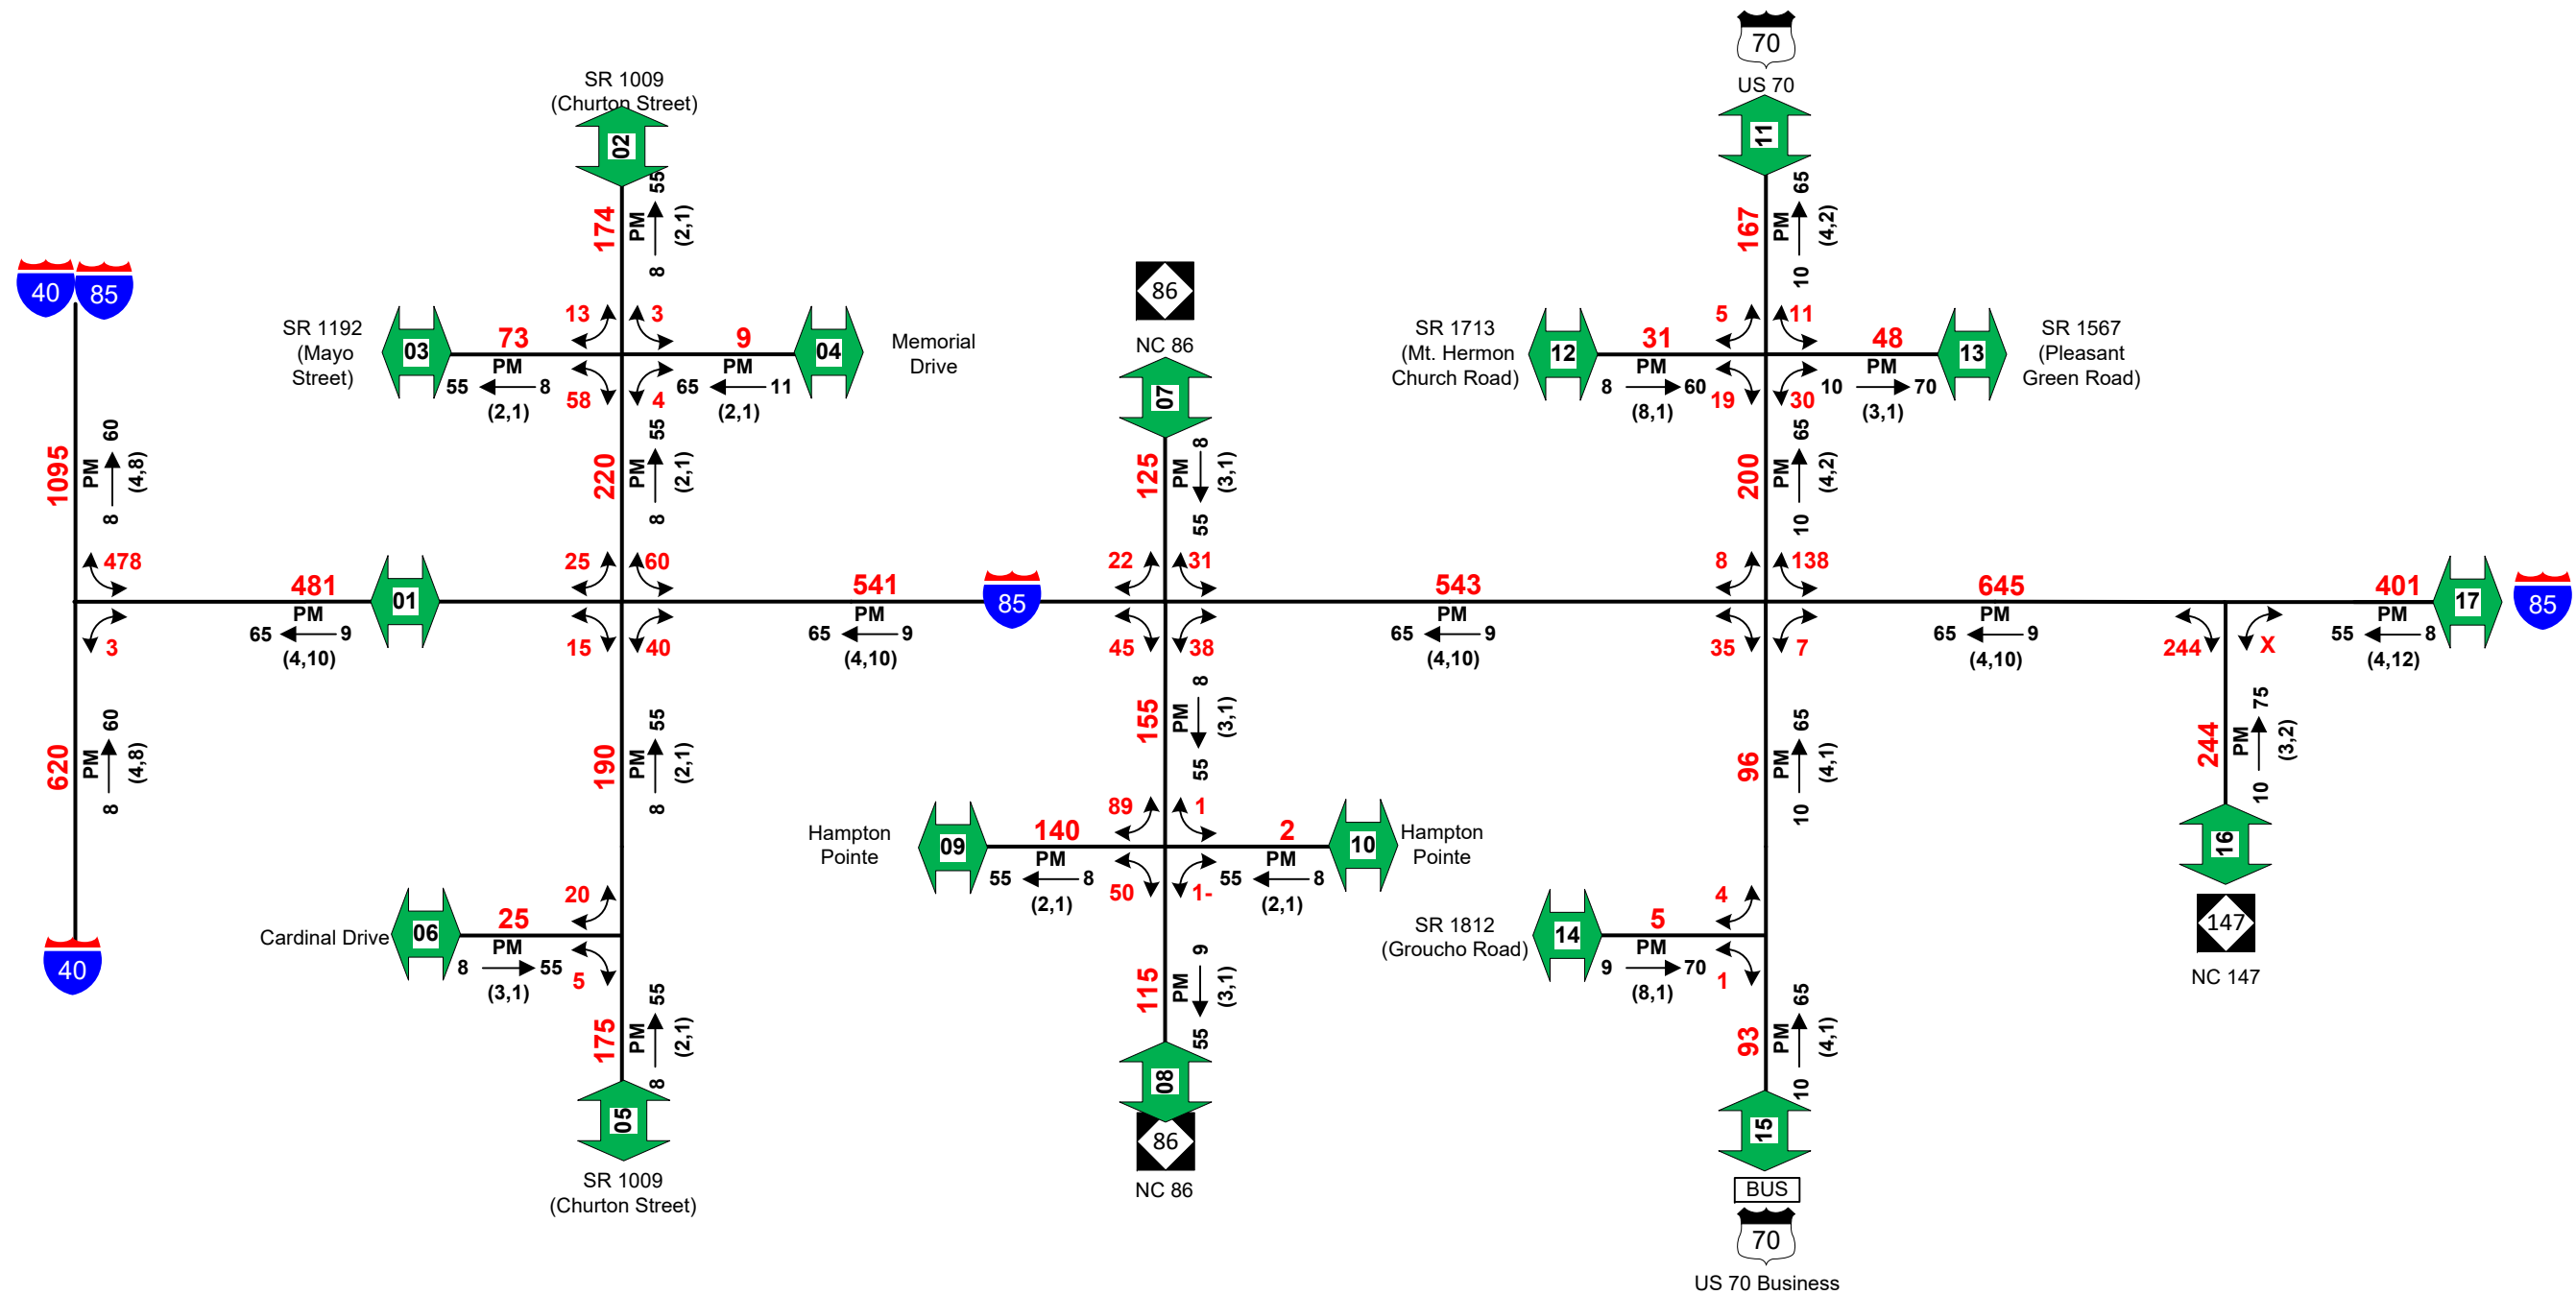 70
US 70
11
65
PM
(4,2)
10
167
SR 1009
(Churton Street)
02
55
PM
(2,1)
8
174
40 85
SR 1192
(Mayo
Street)
03
73
PM
55 8
(2,1)
13 3
58 4
9
PM
65 11
(2,1)
04
Memorial
Drive
86
NC 86
07
SR 1713
(Mt. Hermon
Church Road)
12
31
PM
8 60
(8,1)
5 11
19 30
48
PM
10 70
(3,1)
13
SR 1567
(Pleasant
Green Road)
1095
PM
60
(4,8)
8
220
PM
55
(2,1)
8
125
PM
8
(3,1)
55
200
PM
65
(4,2)
10
478
3
481
PM
65 9
(4,10)
01
25 60
15 40
541
PM
65 9
(4,10)
85
22 31
45 38
543
PM
65 9
(4,10)
8 138
35 7
645
PM
65 9
(4,10)
244 X
401
PM
55 8
(4,12)
17
85
620
PM
60
(4,8)
8
190
PM
55
(2,1)
8
155
PM
8
(3,1)
55
96
PM
65
(4,1)
10
244
PM
75
(3,2)
10
16
147
NC 147
Hampton
Pointe
09
140
PM
55 8
(2,1)
89 1
50 1-
2
PM
55 8
(2,1)
10
Hampton
Pointe
40
Cardinal Drive
06
25
PM
8 55
(3,1)
20
5
175
PM
55
(2,1)
8
05
SR 1009
(Churton Street)
115
PM
9
(3,1)
55
08
86
NC 86
SR 1812
(Groucho Road)
14
5
PM
9 70
(8,1)
4
1
93
PM
65
(4,1)
10
15
BUS
70
US 70 Business